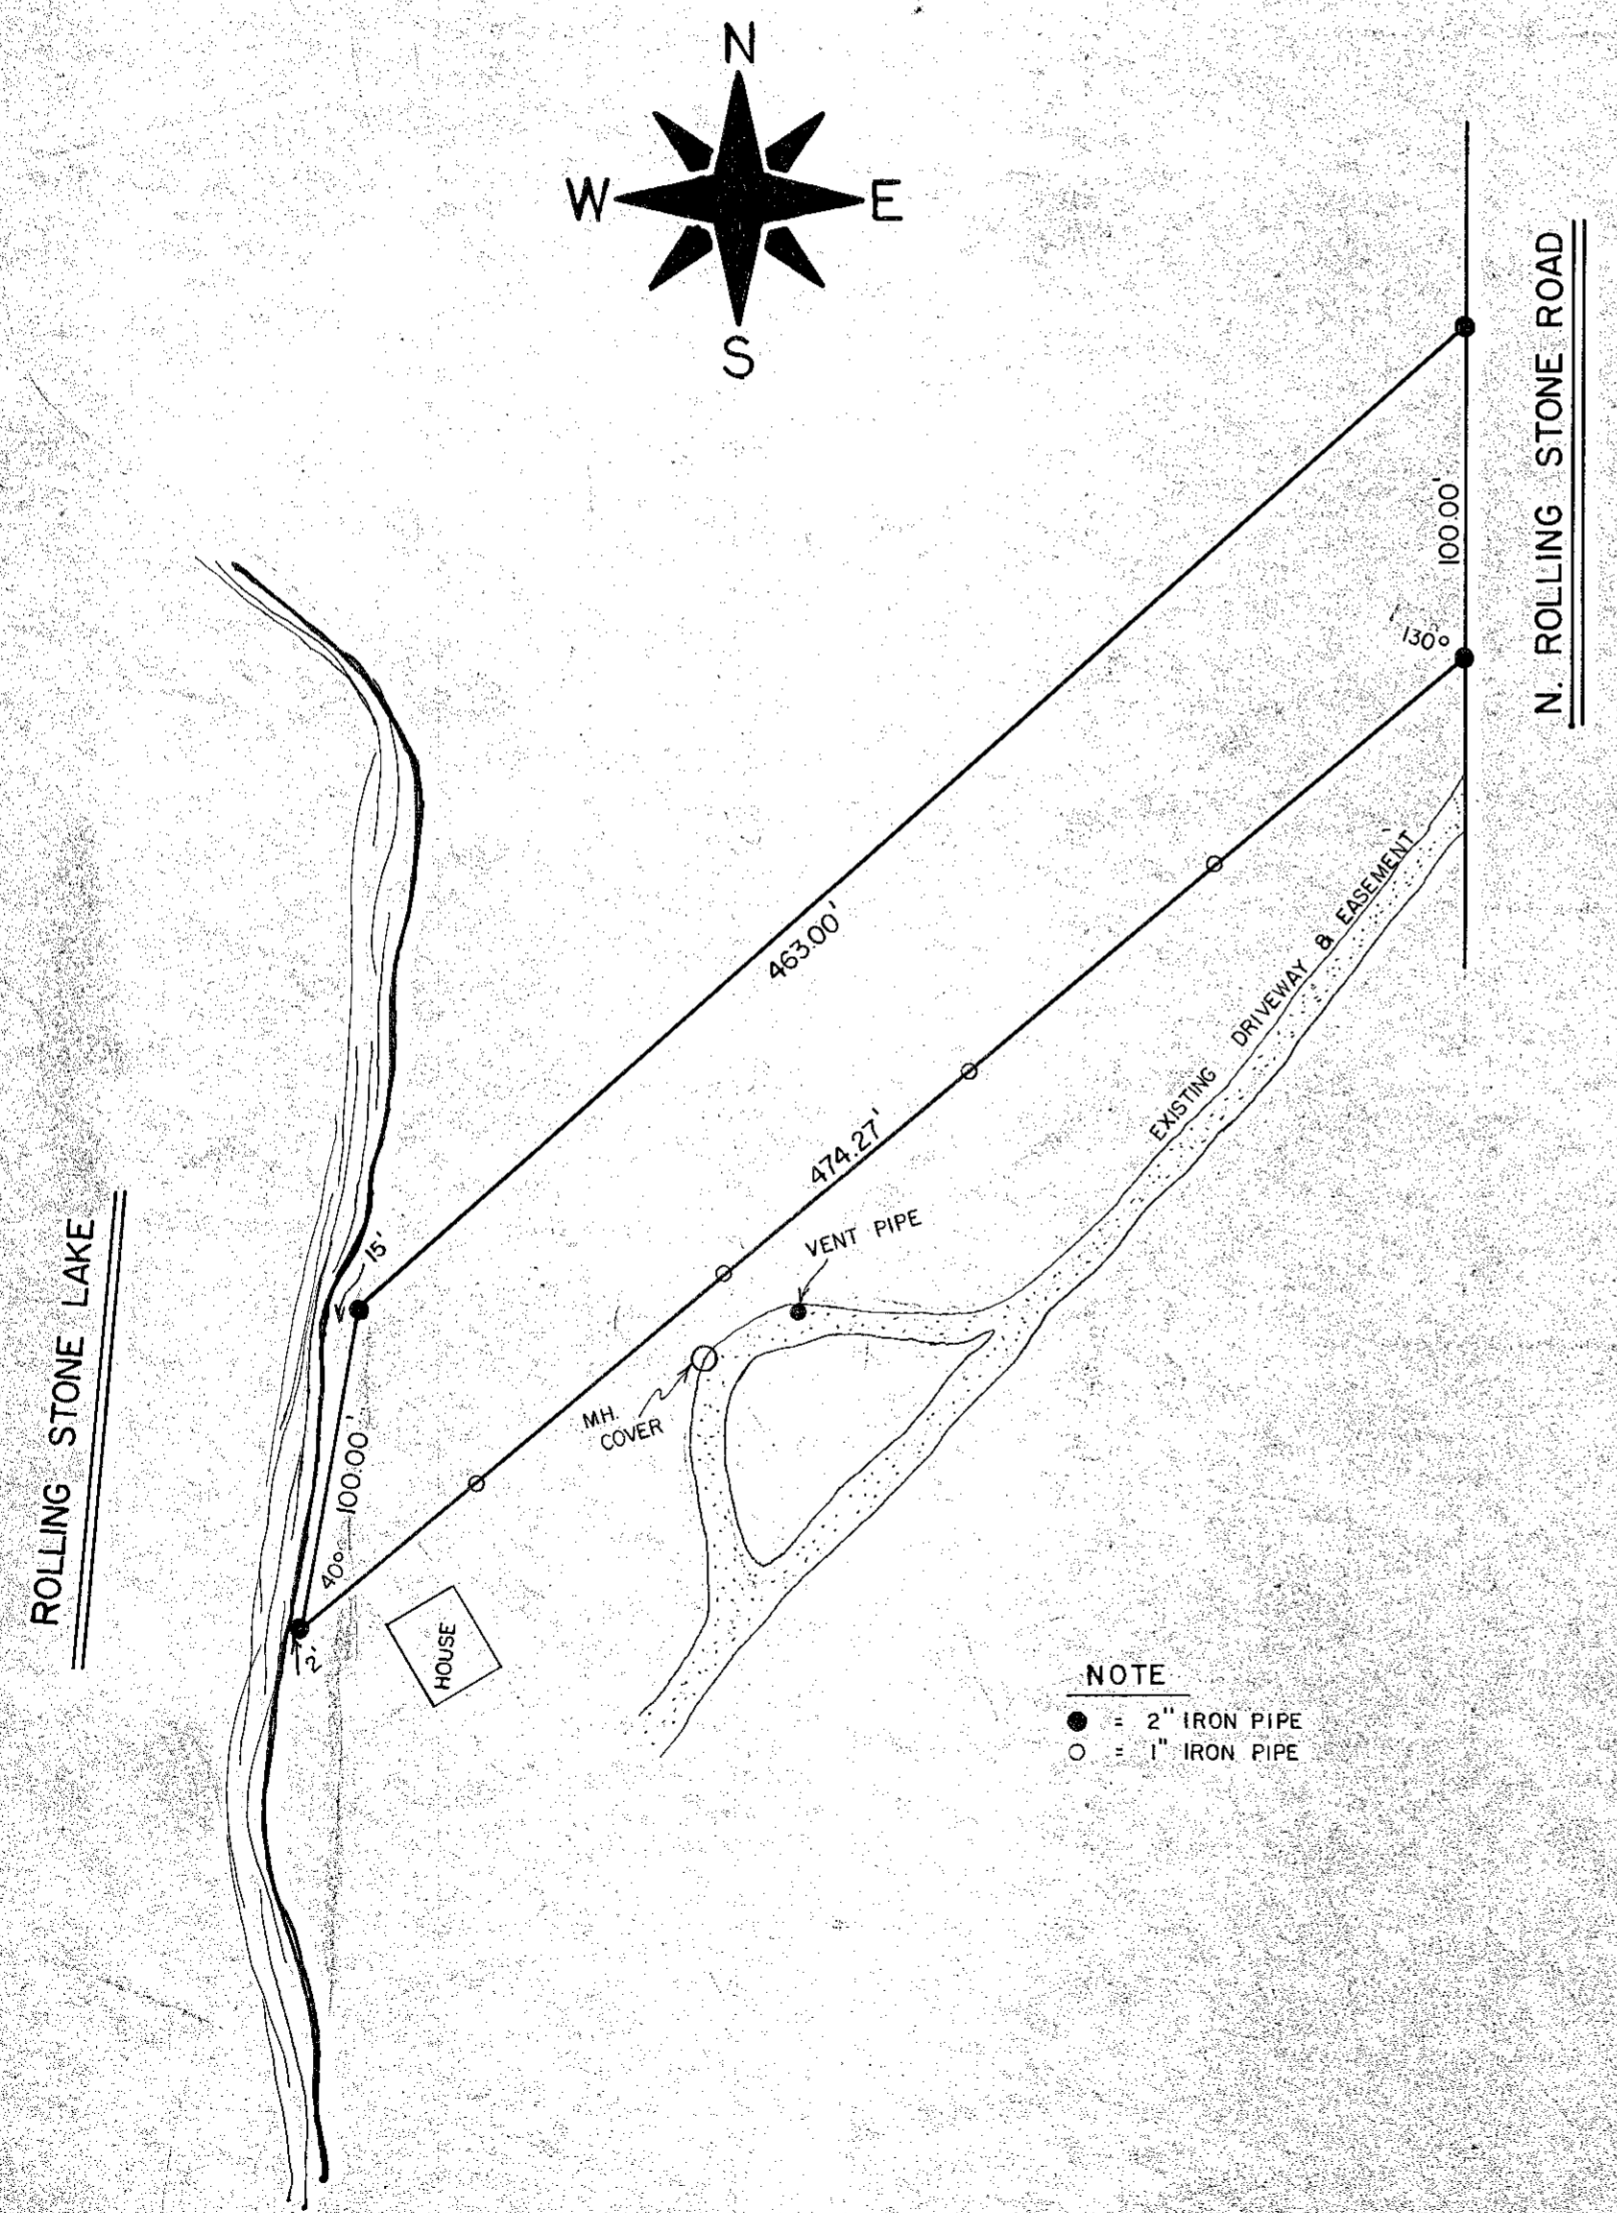 N
W
E
S
N. ROLLING STONE ROAD
100.00'
130°
463.00'
EXISTING DRIVEWAY & EASEMENT
474.27'
VENT PIPE
15'
ROLLING STONE LAKE
M.H.
COVER
100.00'
40°
2'
HOUSE
NOTE
● = 2" IRON PIPE
○ = 1" IRON PIPE